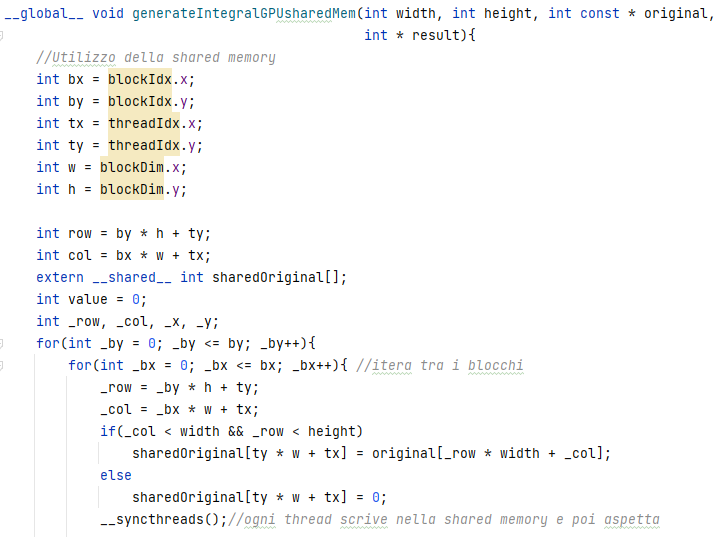 __global__ void generateIntegralGPUsharedMem(int width, int height, int const * original,
int * result){
//Utilizzo della shared memory
int bx = blockIdx.x;
int by = blockIdx.y;
int tx = threadIdx.x;
int ty = threadIdx.y;
int w = blockDim.x;
int h = blockDim.y;
int row = by * h + ty;
int col = bx * w + tx;
extern __shared__ int sharedOriginal[];
int value = 0;
int _row, _col, _x, _y;
for(int _by = 0; _by <= by; _by++){
for(int _bx = 0; _bx <= bx; _bx++){ //itera tra i blocchi
_row = _by * h + ty;
_col = _bx * w + tx;
if(_col < width && _row < height)
sharedOriginal[ty * w + tx] = original[_row * width + _col];
else
sharedOriginal[ty * w + tx] = 0;
__syncthreads();//ogni thread scrive nella shared memory e poi aspetta